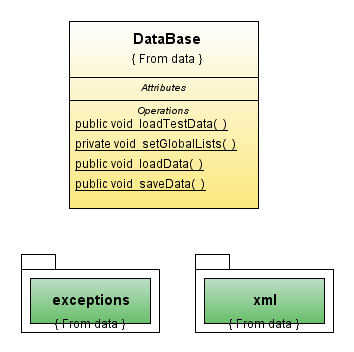 DataBase
{ From data }
Attributes
Operations
public void loadTestData( )
private void setGlobalLists( )
public void loadData( )
public void saveData( )
exceptions
{ From data }
xml
{ From data }